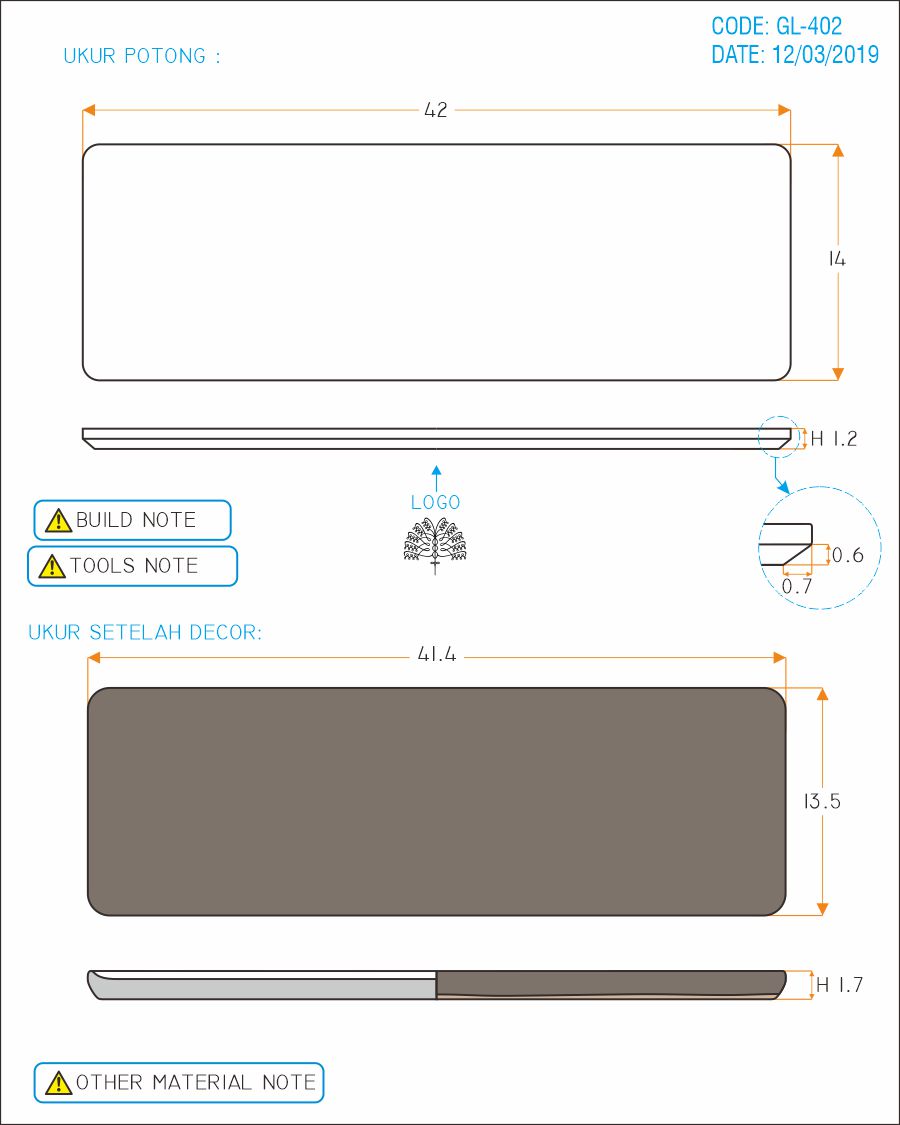 CODE: GL-402
DATE: 12/03/2019
UKUR POTONG :
42
14
H 1.2
LOGO
BUILD NOTE
TOOLS NOTE
0.6
0.7
UKUR SETELAH DECOR:
41.4
13.5
H 1.7
OTHER MATERIAL NOTE